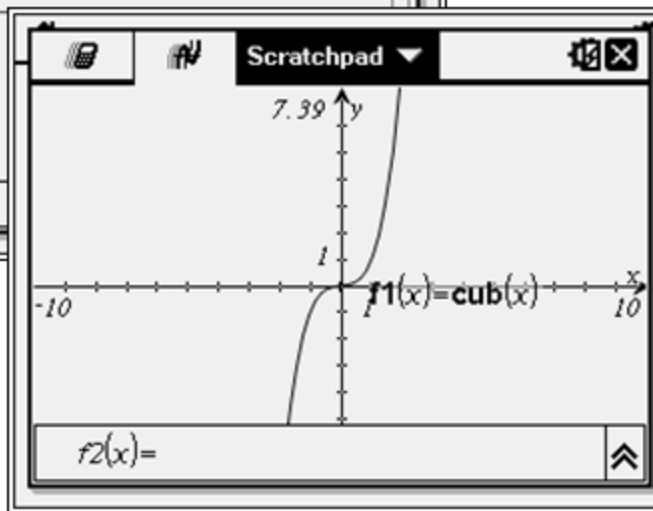 Scratchpad
7.39 y
1
f1(x)=cub(x)
x
-10
1
10
f2(x)=